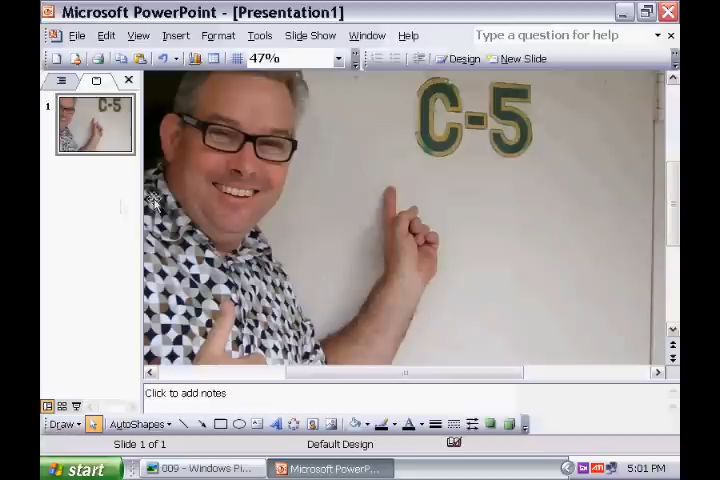 Microsoft PowerPoint - [Presentation1]
File Edit View Insert Format Tools Slide Show Window Help Type a question for help
47% Design New Slide
1
C-5
C-5
Click to add notes
Draw AutoShapes
Slide 1 of 1 Default Design
start 009 - Windows Pi... Microsoft PowerP... 5:01 PM